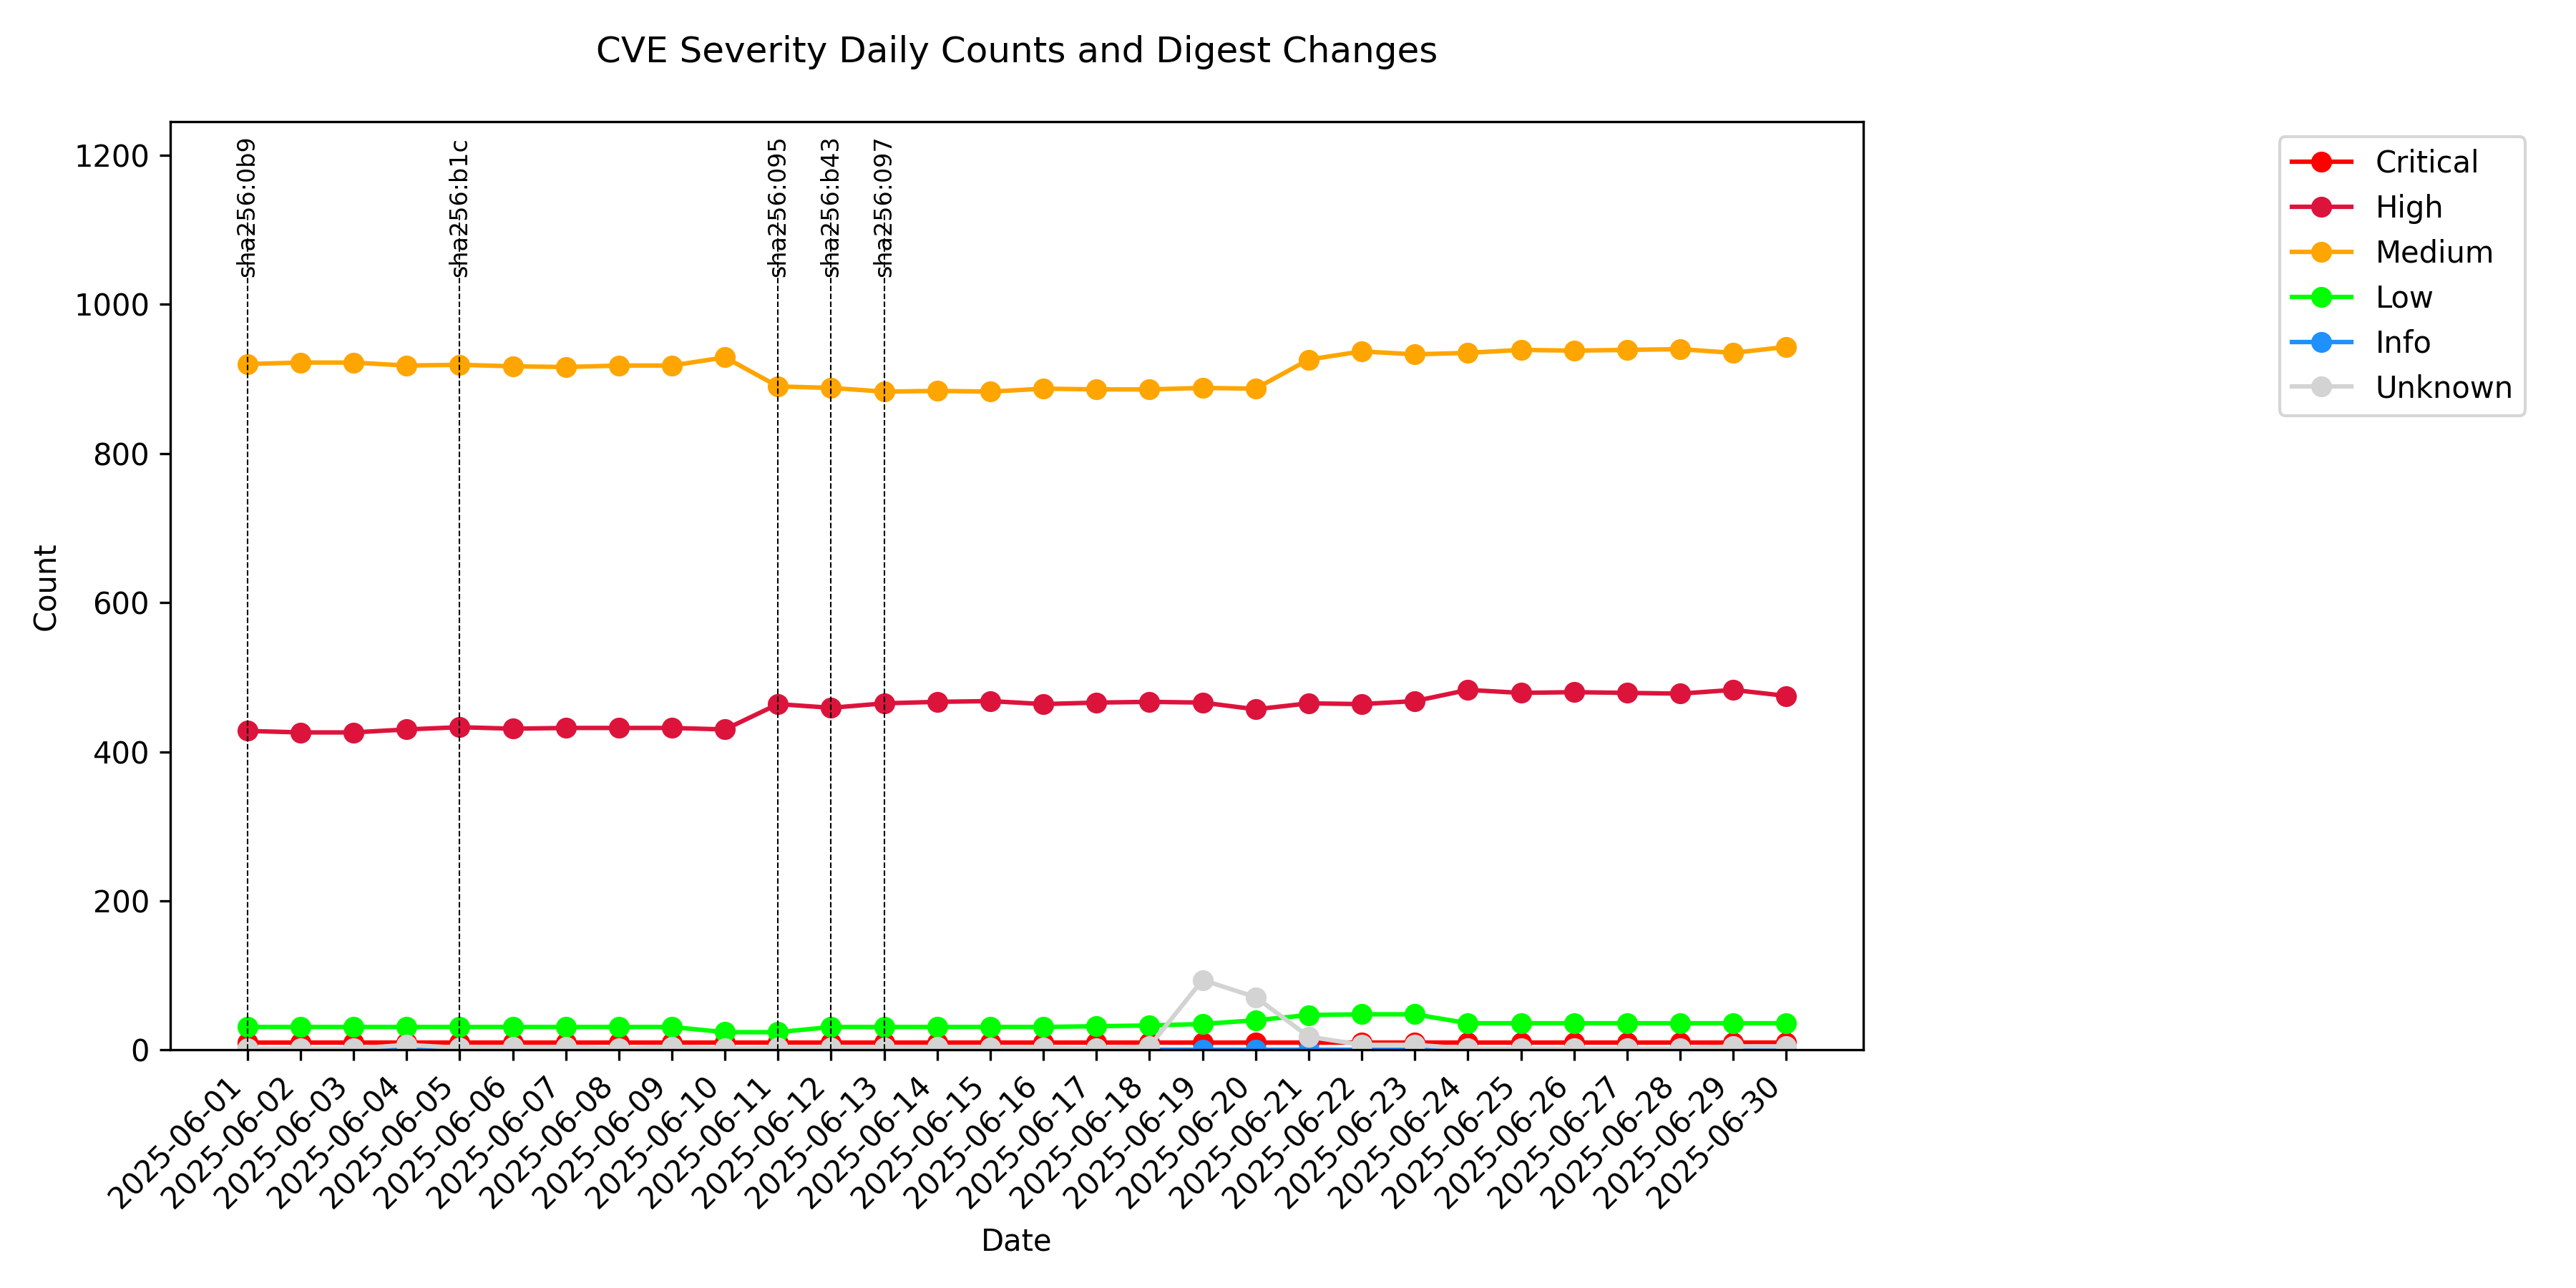 CVE Severity Daily Counts and Digest Changes
1200
1000
800
600
400
200
0
Count
sha256:0b9
sha256:b1c
sha256:095
sha256:b43
sha256:097
Critical
High
Medium
Low
Info
Unknown
2025-06-01
2025-06-02
2025-06-03
2025-06-04
2025-06-05
2025-06-06
2025-06-07
2025-06-08
2025-06-09
2025-06-10
2025-06-11
2025-06-12
2025-06-13
2025-06-14
2025-06-15
2025-06-16
2025-06-17
2025-06-18
2025-06-19
2025-06-20
2025-06-21
2025-06-22
2025-06-23
2025-06-24
2025-06-25
2025-06-26
2025-06-27
2025-06-28
2025-06-29
2025-06-30
Date